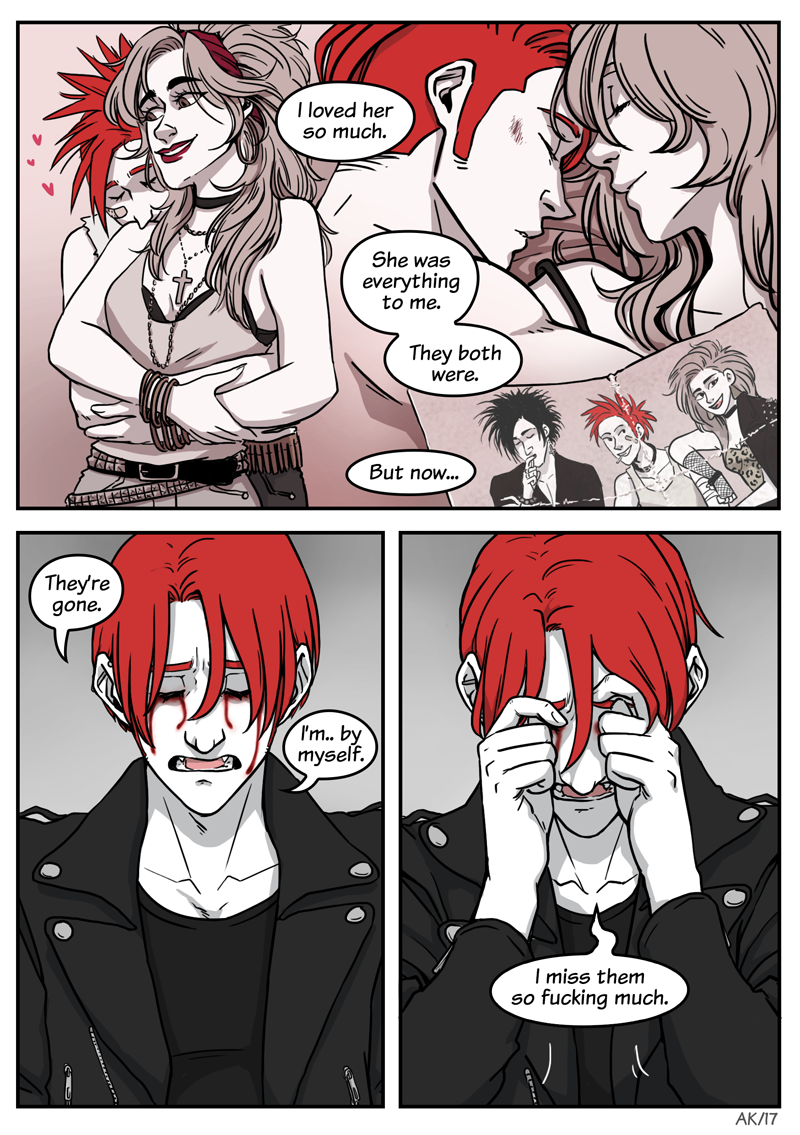 I loved her
so much.
She was
everything
to me.
They both
were.
But now...
They're
gone.
I'm.. by
myself.
I miss them
so fucking much.
AK/17